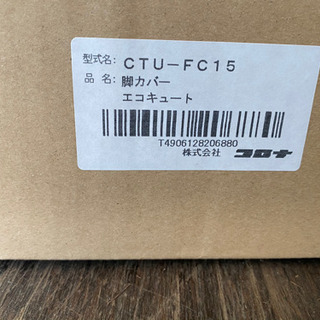 型式名: CTU-FC15
品 名: 脚カバー
エコキュート
T4906128206880
株式会社 コロナ